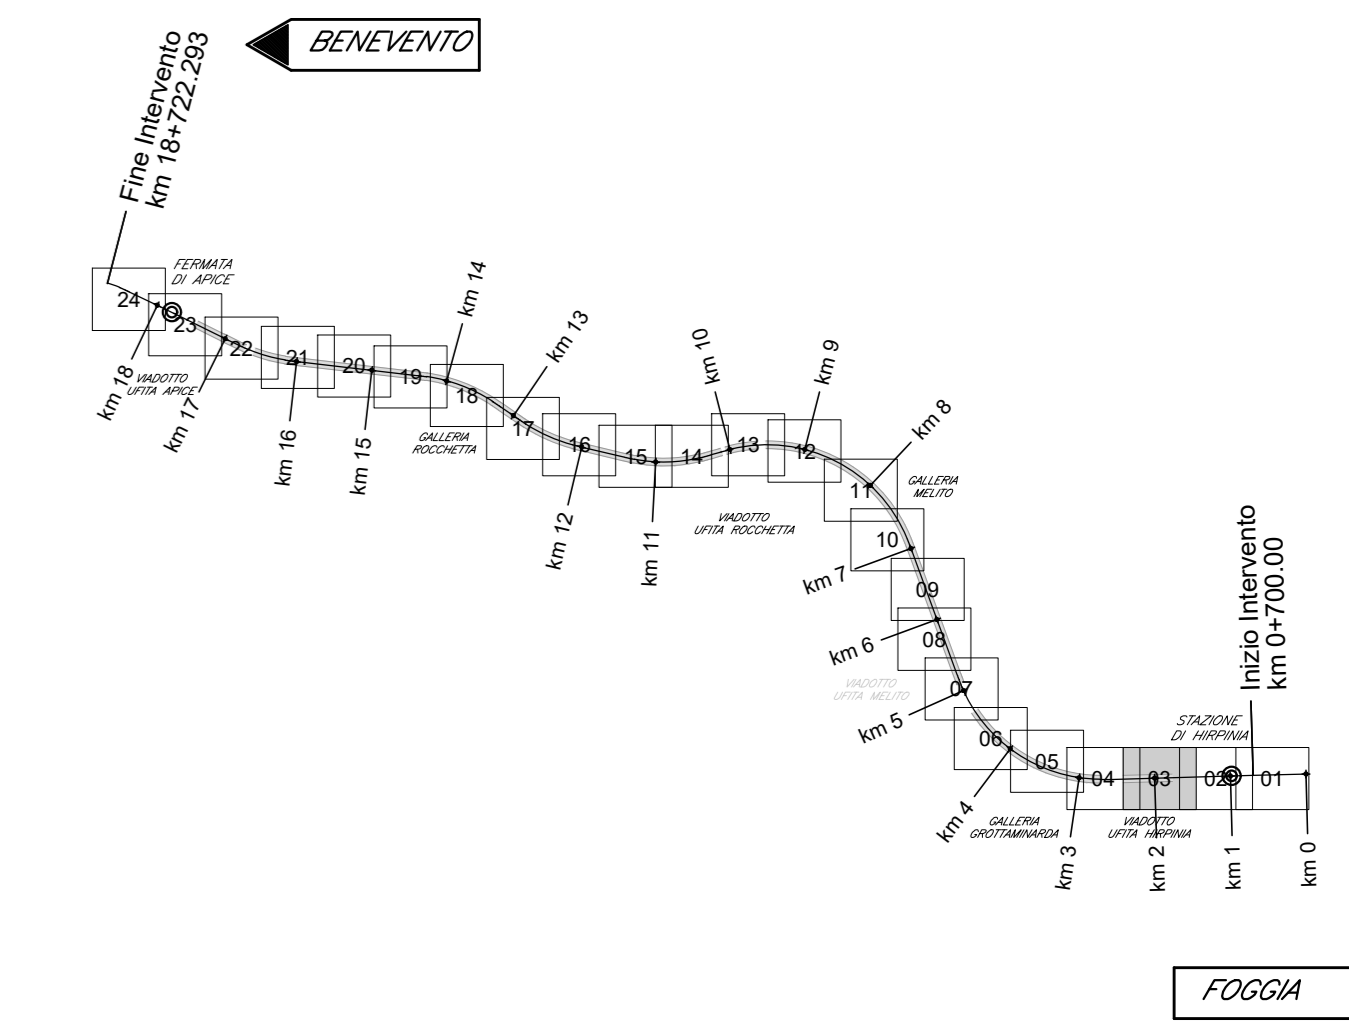 BENEVENTO
Fine Intervento
km 18+722.293
FERMATA
DI APICE
24
23
22
21
20
19
18
17
16
15
14
13
12
11
10
09
08
07
06
05
04
03
02
01
km 18
VIADOTTO
UFITA APICE
km 17
km 16
km 15
km 14
GALLERIA
ROCCHETTA
km 13
km 12
km 11
km 10
VIADOTTO
UFITA ROCCHETTA
km 9
km 8
GALLERIA
MELITO
km 7
km 6
VIADOTTO
UFITA MELITO
km 5
km 4
GALLERIA
GROTTAMINARDA
km 3
VIADOTTO
UFITA HIRPINIA
km 2
STAZIONE
DI HIRPINIA
km 1
Inizio Intervento
km 0+700.00
km 0
FOGGIA